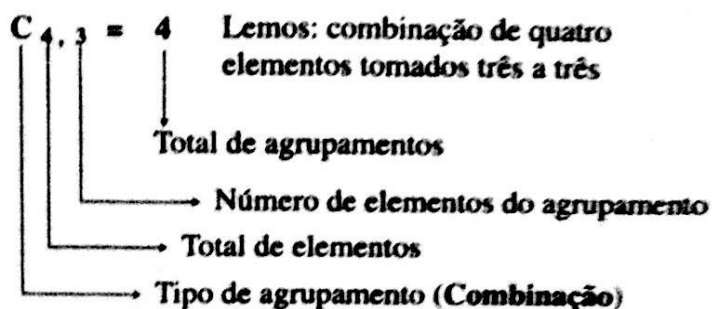 C 4, 3 = 4 Lemos: combinação de quatro
elementos tomados três a três
Total de agrupamentos
Número de elementos do agrupamento
Total de elementos
Tipo de agrupamento (Combinação)